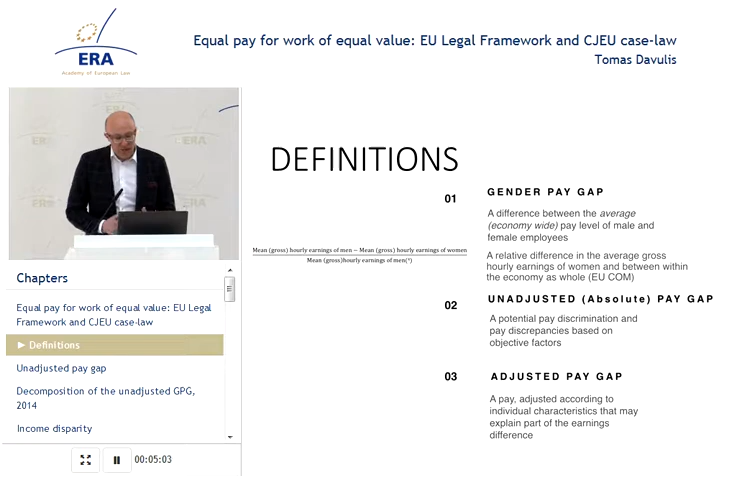 ERA
Academy of European Law
Equal pay for work of equal value: EU Legal Framework and CJEU case-law
Tomas Davulis
ERA
ERA
ERA
Chapters
Equal pay for work of equal value: EU Legal
Framework and CJEU case-law
► Definitions
Unadjusted pay gap
Decomposition of the unadjusted GPG,
2014
Income disparity
00:05:03
DEFINITIONS
Mean (gross) hourly earnings of men − Mean (gross) hourly earnings of women
Mean (gross)hourly earnings of men(*)
01
GENDER PAY GAP
A difference between the average
(economy wide) pay level of male and
female employees
A relative difference in the average gross
hourly earnings of women and between within
the economy as whole (EU COM)
02
UNADJUSTED (Absolute) PAY GAP
A potential pay discrimination and
pay discrepancies based on
objective factors
03
ADJUSTED PAY GAP
A pay, adjusted according to
individual characteristics that may
explain part of the earnings
difference